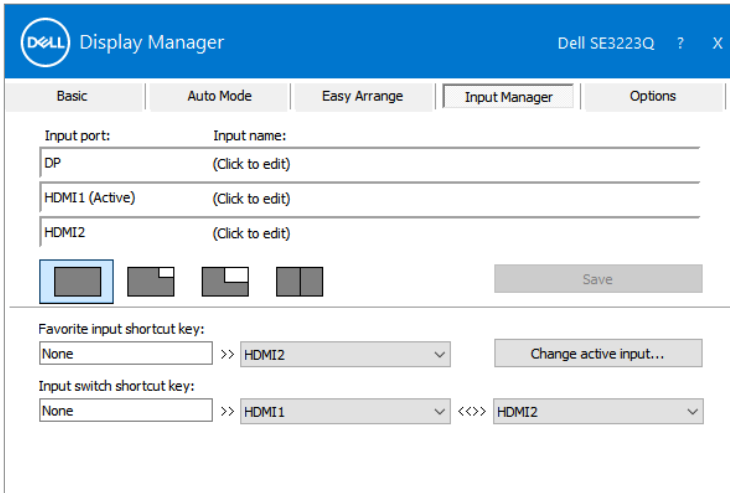 DELL Display Manager Dell SE3223Q ? X
Basic Auto Mode Easy Arrange Input Manager Options
Input port: Input name:
DP (Click to edit)
HDMI1 (Active) (Click to edit)
HDMI2 (Click to edit)
Save
Favorite input shortcut key:
None >> HDMI2 Change active input...
Input switch shortcut key:
None >> HDMI1 <<>> HDMI2